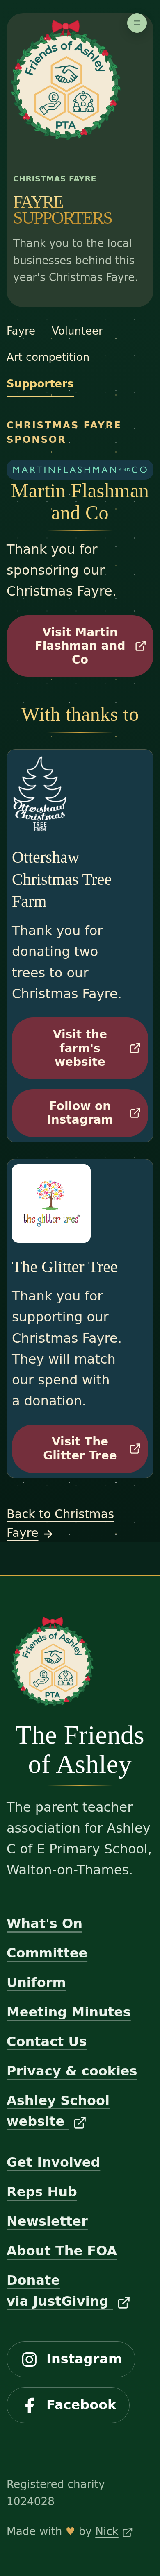 Friends of Ashley
PTA
CHRISTMAS FAYRE
FAYRE
SUPPORTERS
Thank you to the local
businesses behind this
year's Christmas Fayre.
Fayre Volunteer
Art competition
Supporters
CHRISTMAS FAYRE
SPONSOR
MARTINFLASHMANANDCO
Martin Flashman
and Co
Thank you for
sponsoring our
Christmas Fayre.
Visit Martin
Flashman and
Co
With thanks to
Ottershaw
Christmas
TREE
FARM
Ottershaw
Christmas Tree
Farm
Thank you for
donating two
trees to our
Christmas Fayre.
Visit the
farm's
website
Follow on
Instagram
the glitter tree
The Glitter Tree
Thank you for
supporting our
Christmas Fayre.
They will match
our spend with
a donation.
Visit The
Glitter Tree
Back to Christmas
Fayre →
Friends of Ashley
PTA
The Friends
of Ashley
The parent teacher
association for Ashley
C of E Primary School,
Walton-on-Thames.
What's On
Committee
Uniform
Meeting Minutes
Contact Us
Privacy & cookies
Ashley School
website
Get Involved
Reps Hub
Newsletter
About The FOA
Donate
via JustGiving
Instagram
Facebook
Registered charity
1024028
Made with ♥ by Nick